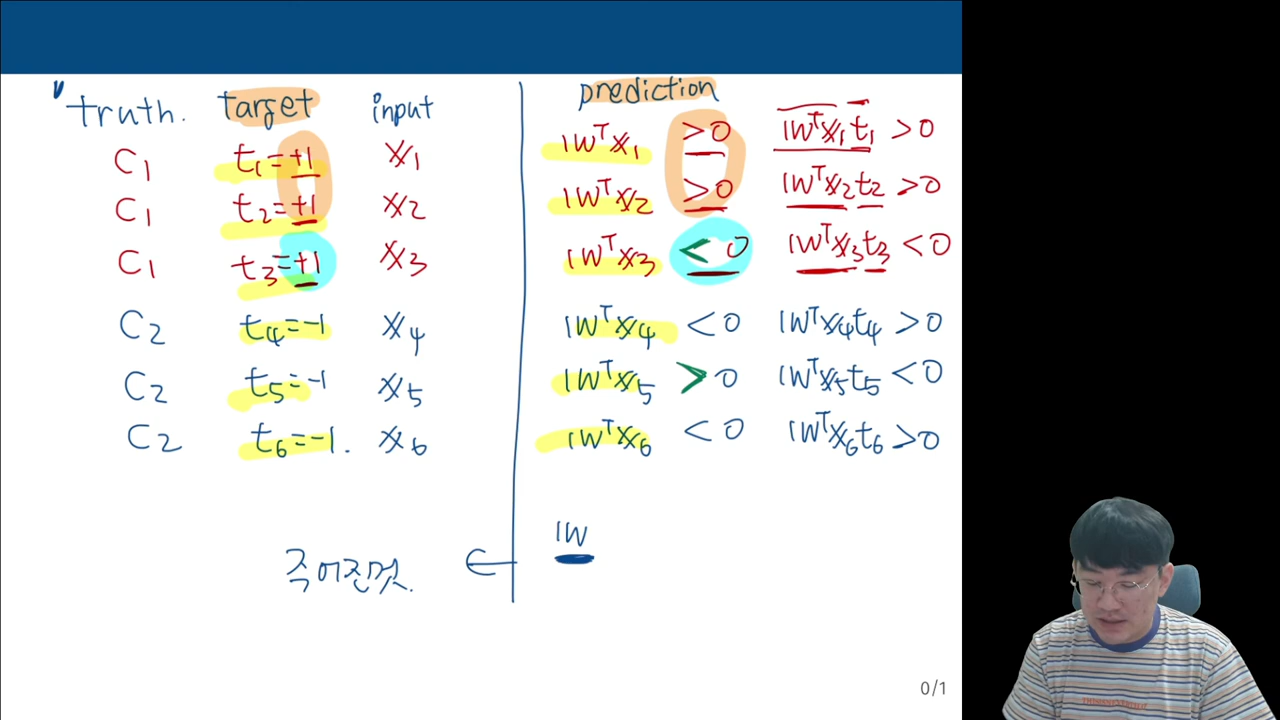 truth. target input prediction
C₁ t₁=+1 x₁ wᵀx₁ >0 wᵀx₁t₁ >0
C₁ t₂=+1 x₂ wᵀx₂ >0 wᵀx₂t₂ >0
C₁ t₃=+1 x₃ wᵀx₃ <0 wᵀx₃t₃ <0
C₂ t₄=-1 x₄ wᵀx₄ <0 wᵀx₄t₄ >0
C₂ t₅=-1 x₅ wᵀx₅ >0 wᵀx₅t₅ <0
C₂ t₆=-1. x₆ wᵀx₆ <0 wᵀx₆t₆ >0
w
주어진것. ←
0/1